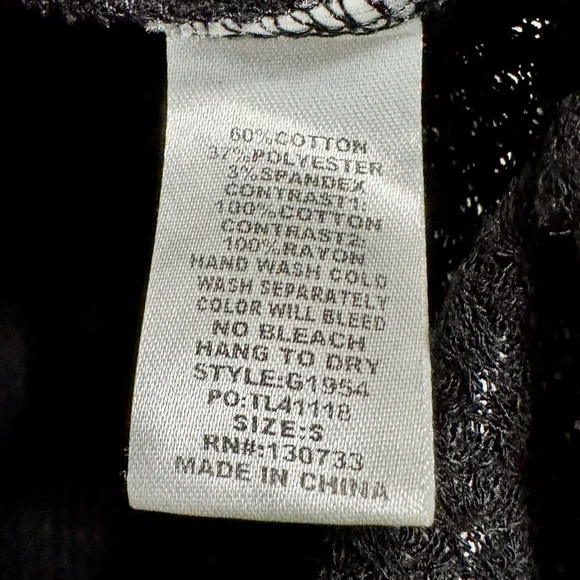 60%COTTON
37%POLYESTER
3%SPANDEX
CONTRAST1:
100%COTTON
CONTRAST2:
100%RAYON
HAND WASH COLD
WASH SEPARATELY
COLOR WILL BLEED
NO BLEACH
HANG TO DRY
STYLE:G1954
PO:TL41118
SIZE:S
RN#:130733
MADE IN CHINA